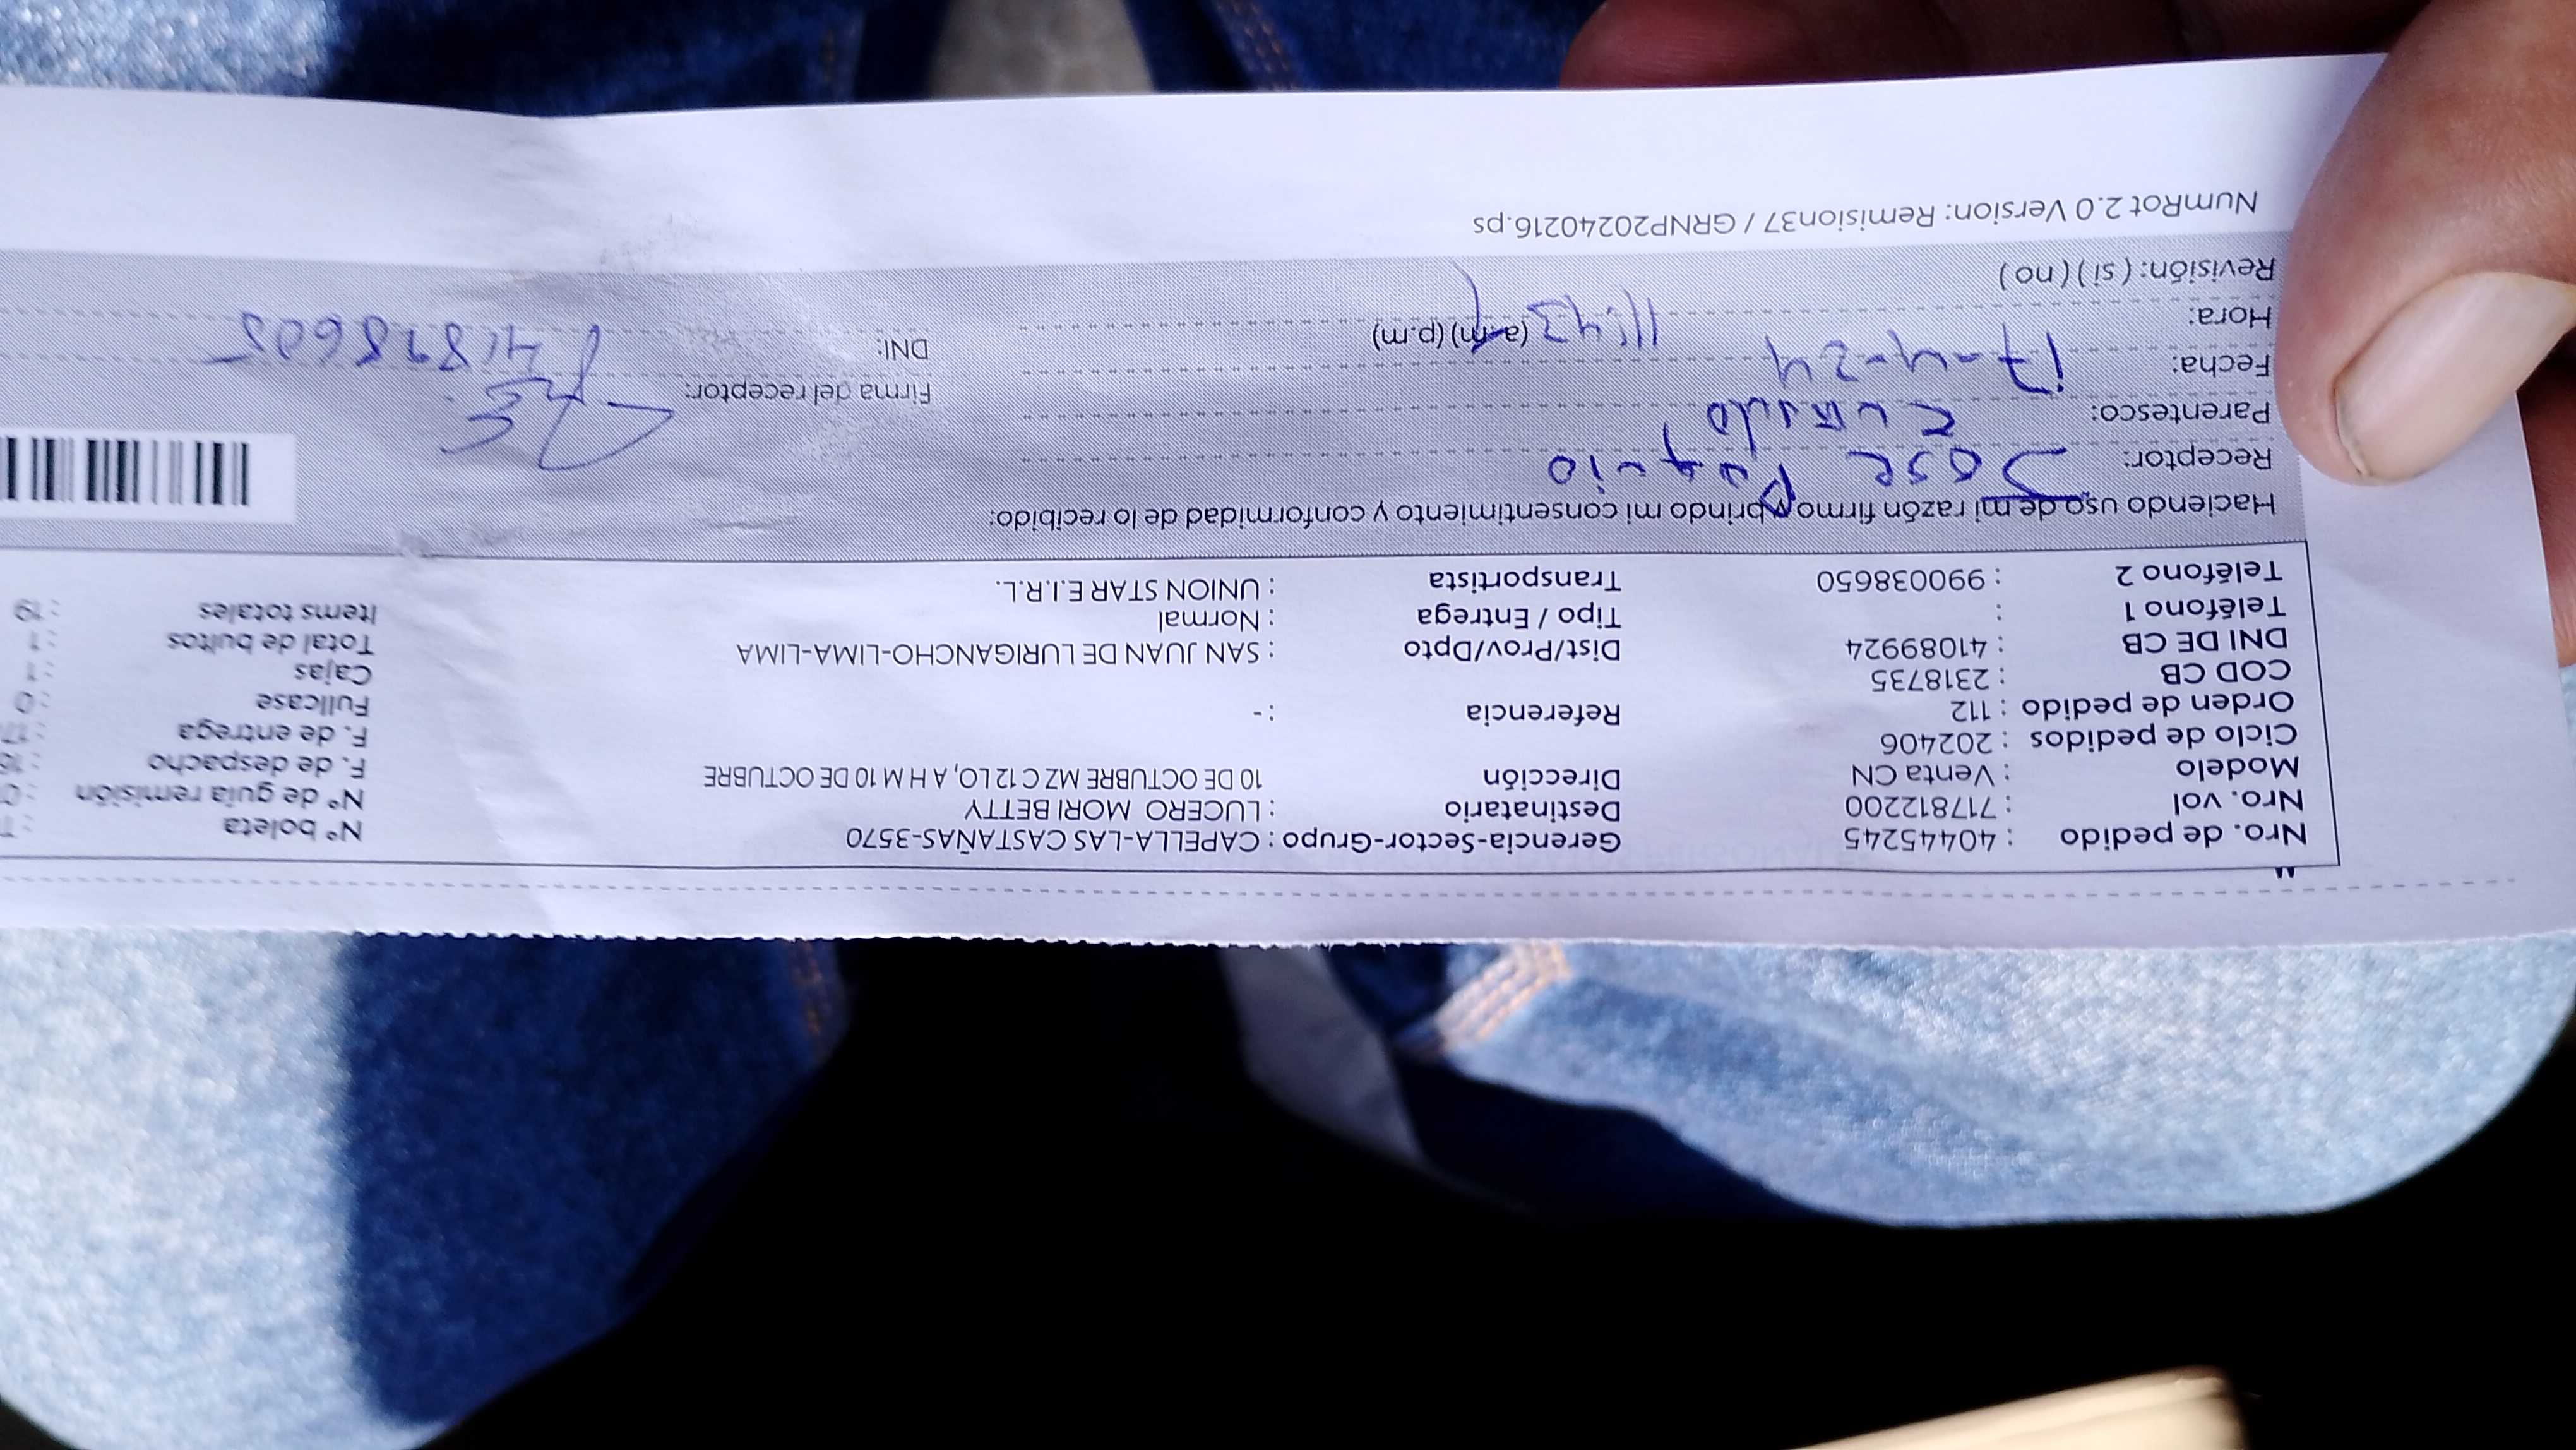 Nro. de pedido : 40445245 Gerencia-Sector-Grupo : CAPELLA-LAS CASTAÑAS-3570 N° boleta : T
Nro. vol : 717812200 Destinatario : LUCERO MORI BETTY N° de guía remisión : 0
Modelo : Venta CN Dirección 10 DE OCTUBRE MZ C 12 LO, A H M 10 DE OCTUBRE F. de despacho : 16
Ciclo de pedidos : 202406 F. de entrega : 17
Orden de pedido : 112 Referencia : - Fullcase : 0
COD CB : 2318735 Cajas : 1
DNI DE CB : 41089924 Dist/Prov/Dpto : SAN JUAN DE LURIGANCHO-LIMA-LIMA Total de bultos : 1
Teléfono 1 : Tipo / Entrega : Normal Items totales : 19
Teléfono 2 : 990038650 Transportista : UNION STAR E.I.R.L.
Haciendo uso de mi razón firmo y brindo mi consentimiento y conformidad de lo recibido:
Receptor: Jose
Parentesco:
Fecha: 17-4-24 Firma del receptor:
Hora: 11:43 (a.m) (p.m) DNI:
Revisión: ( si ) ( no )
NumRot 2.0 Version: Remision37 / GRNP20240216.ps